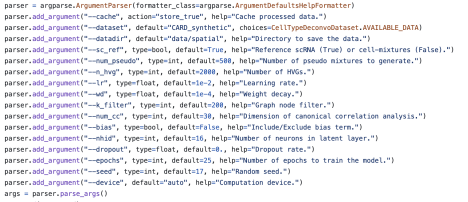 parser = argparse.ArgumentParser(formatter_class=argparse.ArgumentDefaultsHelpFormatter)
parser.add_argument("--cache", action="store_true", help="Cache processed data.")
parser.add_argument("--dataset", default="CARD_synthetic", choices=CellTypeDeconvoDataset.AVAILABLE_DATA)
parser.add_argument("--datadir", default="data/spatial", help="Directory to save the data.")
parser.add_argument("--sc_ref", type=bool, default=True, help="Reference scRNA (True) or cell-mixtures (False).")
parser.add_argument("--num_pseudo", type=int, default=500, help="Number of pseudo mixtures to generate.")
parser.add_argument("--n_hvg", type=int, default=2000, help="Number of HVGs.")
parser.add_argument("--lr", type=float, default=1e-2, help="Learning rate.")
parser.add_argument("--wd", type=float, default=1e-4, help="Weight decay.")
parser.add_argument("--k_filter", type=int, default=200, help="Graph node filter.")
parser.add_argument("--num_cc", type=int, default=30, help="Dimension of canonical correlation analysis.")
parser.add_argument("--bias", type=bool, default=False, help="Include/Exclude bias term.")
parser.add_argument("--nhid", type=int, default=16, help="Number of neurons in latent layer.")
parser.add_argument("--dropout", type=float, default=0., help="Dropout rate.")
parser.add_argument("--epochs", type=int, default=25, help="Number of epochs to train the model.")
parser.add_argument("--seed", type=int, default=17, help="Random seed.")
parser.add_argument("--device", default="auto", help="Computation device.")
args = parser.parse_args()